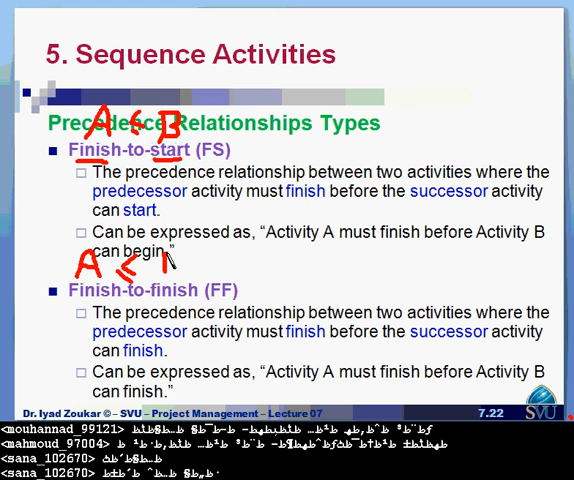 5. Sequence Activities
Precedence Relationships Types
A ≤ B
Finish-to-start (FS)
The precedence relationship between two activities where the
predecessor activity must finish before the successor activity
can start.
Can be expressed as, “Activity A must finish before Activity B
can begin.”
A ≤
Finish-to-finish (FF)
The precedence relationship between two activities where the
predecessor activity must finish before the successor activity
can finish.
Can be expressed as, “Activity A must finish before Activity B
can finish.”
Dr. Iyad Zoukar © – SVU – Project Management – Lecture 07
7.22
SVU
<mouhannad_99121>
<mahmoud_97004>
<sana_102670>
<sana_102670>